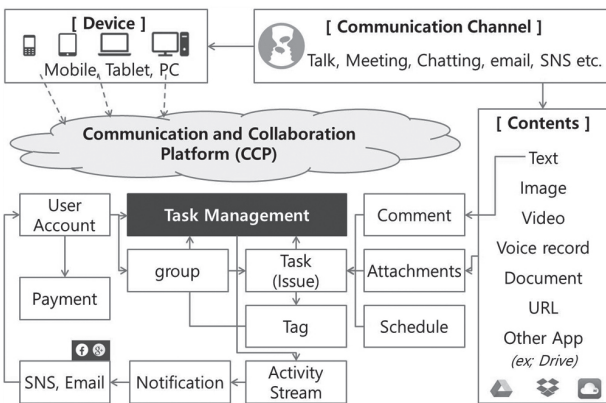 [ Device ]
Mobile, Tablet, PC
[ Communication Channel ]
Talk, Meeting, Chatting, email, SNS etc.
Communication and Collaboration
Platform (CCP)
[ Contents ]
Text
Image
Video
Voice record
Document
URL
Other App
(ex; Drive)
User
Account
Task Management
Comment
group
Task
(Issue)
Attachments
Payment
Tag
Schedule
SNS, Email
Notification
Activity
Stream